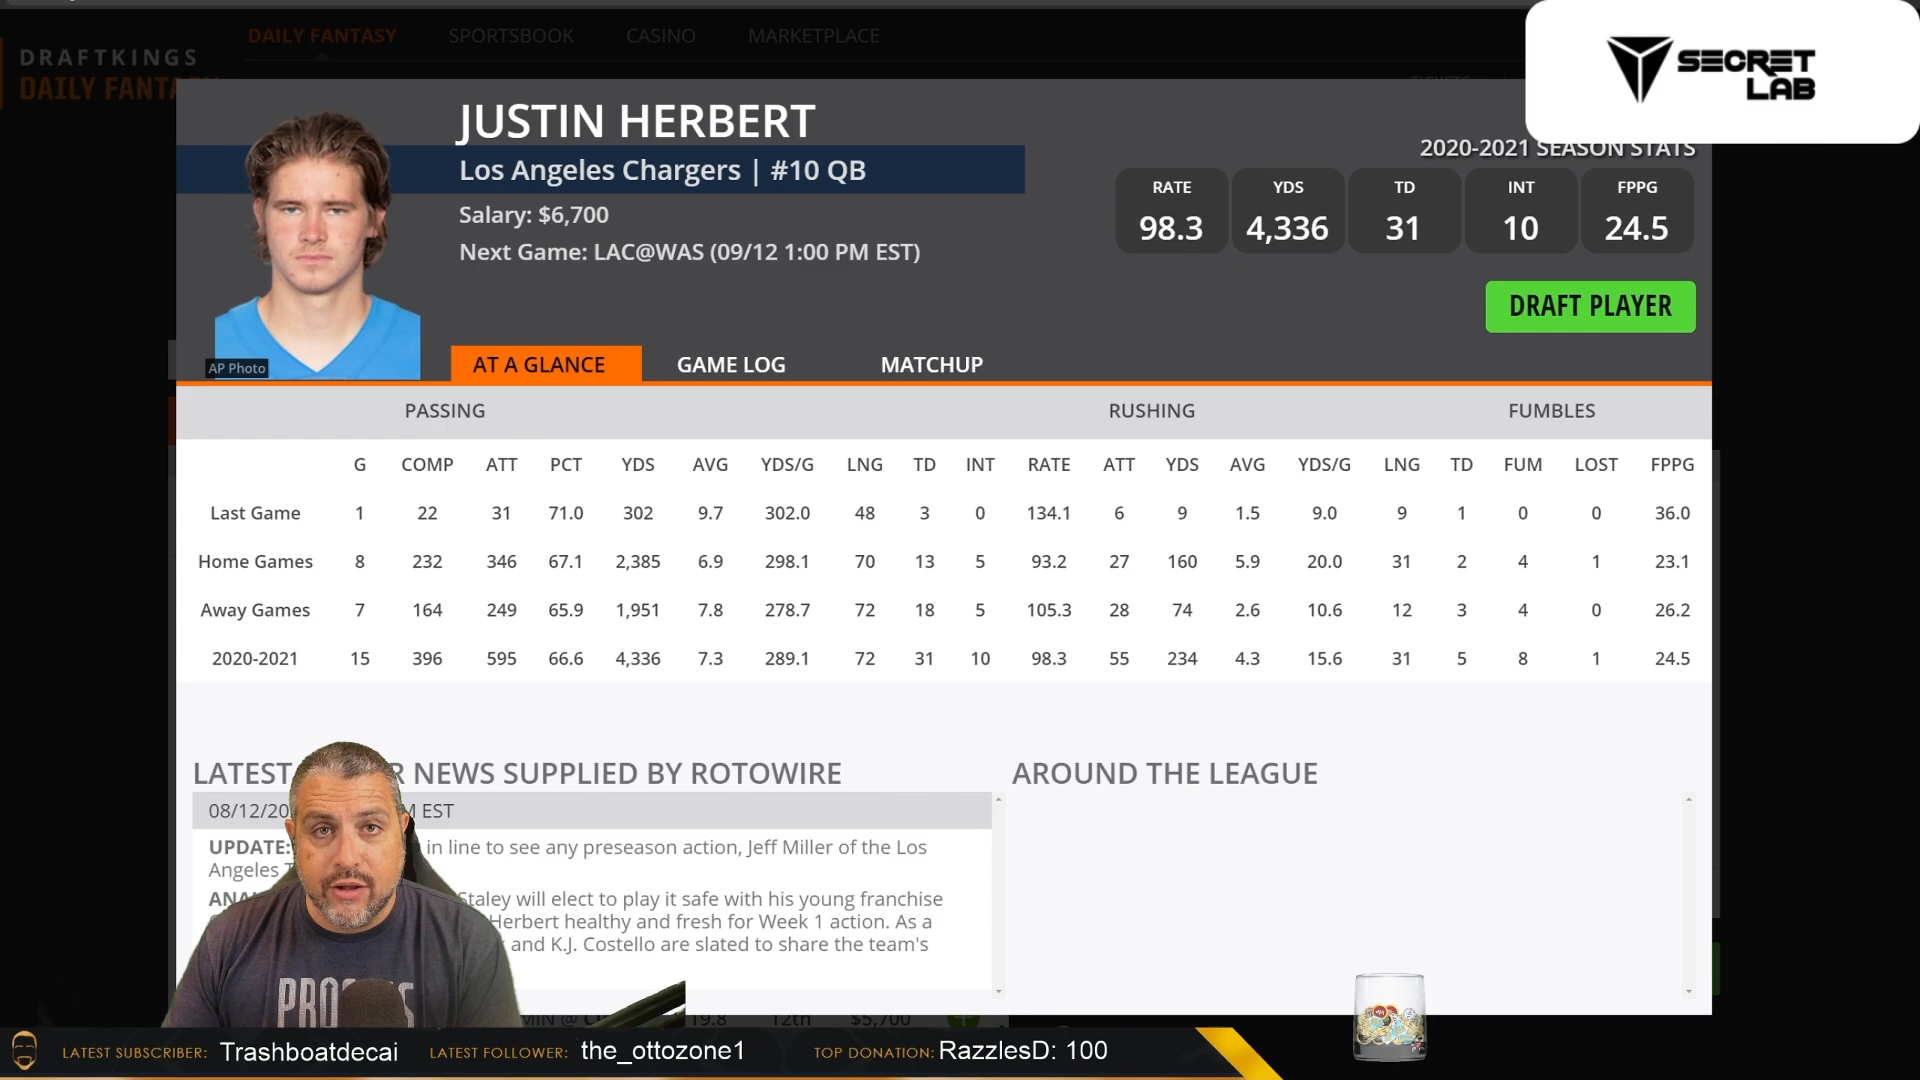 DAILY FANTASY SPORTSBOOK CASINO MARKETPLACE
DRAFTKINGS
DAILY FANTA
SECRET
LAB
JUSTIN HERBERT
Los Angeles Chargers | #10 QB
Salary: $6,700
Next Game: LAC@WAS (09/12 1:00 PM EST)
2020-2021 SEASON STATS
RATE YDS TD INT FPPG
98.3 4,336 31 10 24.5
DRAFT PLAYER
AP Photo
AT A GLANCE GAME LOG MATCHUP
PASSING RUSHING FUMBLES
G COMP ATT PCT YDS AVG YDS/G LNG TD INT RATE ATT YDS AVG YDS/G LNG TD FUM LOST FPPG
Last Game 1 22 31 71.0 302 9.7 302.0 48 3 0 134.1 6 9 1.5 9.0 9 1 0 0 36.0
Home Games 8 232 346 67.1 2,385 6.9 298.1 70 13 5 93.2 27 160 5.9 20.0 31 2 4 1 23.1
Away Games 7 164 249 65.9 1,951 7.8 278.7 72 18 5 105.3 28 74 2.6 10.6 12 3 4 0 26.2
2020-2021 15 396 595 66.6 4,336 7.3 289.1 72 31 10 98.3 55 234 4.3 15.6 31 5 8 1 24.5
LATEST R NEWS SUPPLIED BY ROTOWIRE
08/12/20 M EST
UPDATE: in line to see any preseason action, Jeff Miller of the Los
Angeles T
ANA Staley will elect to play it safe with his young franchise
Herbert healthy and fresh for Week 1 action. As a
and K.J. Costello are slated to share the team's
AROUND THE LEAGUE
19.8 12th $5,700
LATEST SUBSCRIBER: Trashboatdecai LATEST FOLLOWER: the_ottozone1 TOP DONATION: RazzlesD: 100